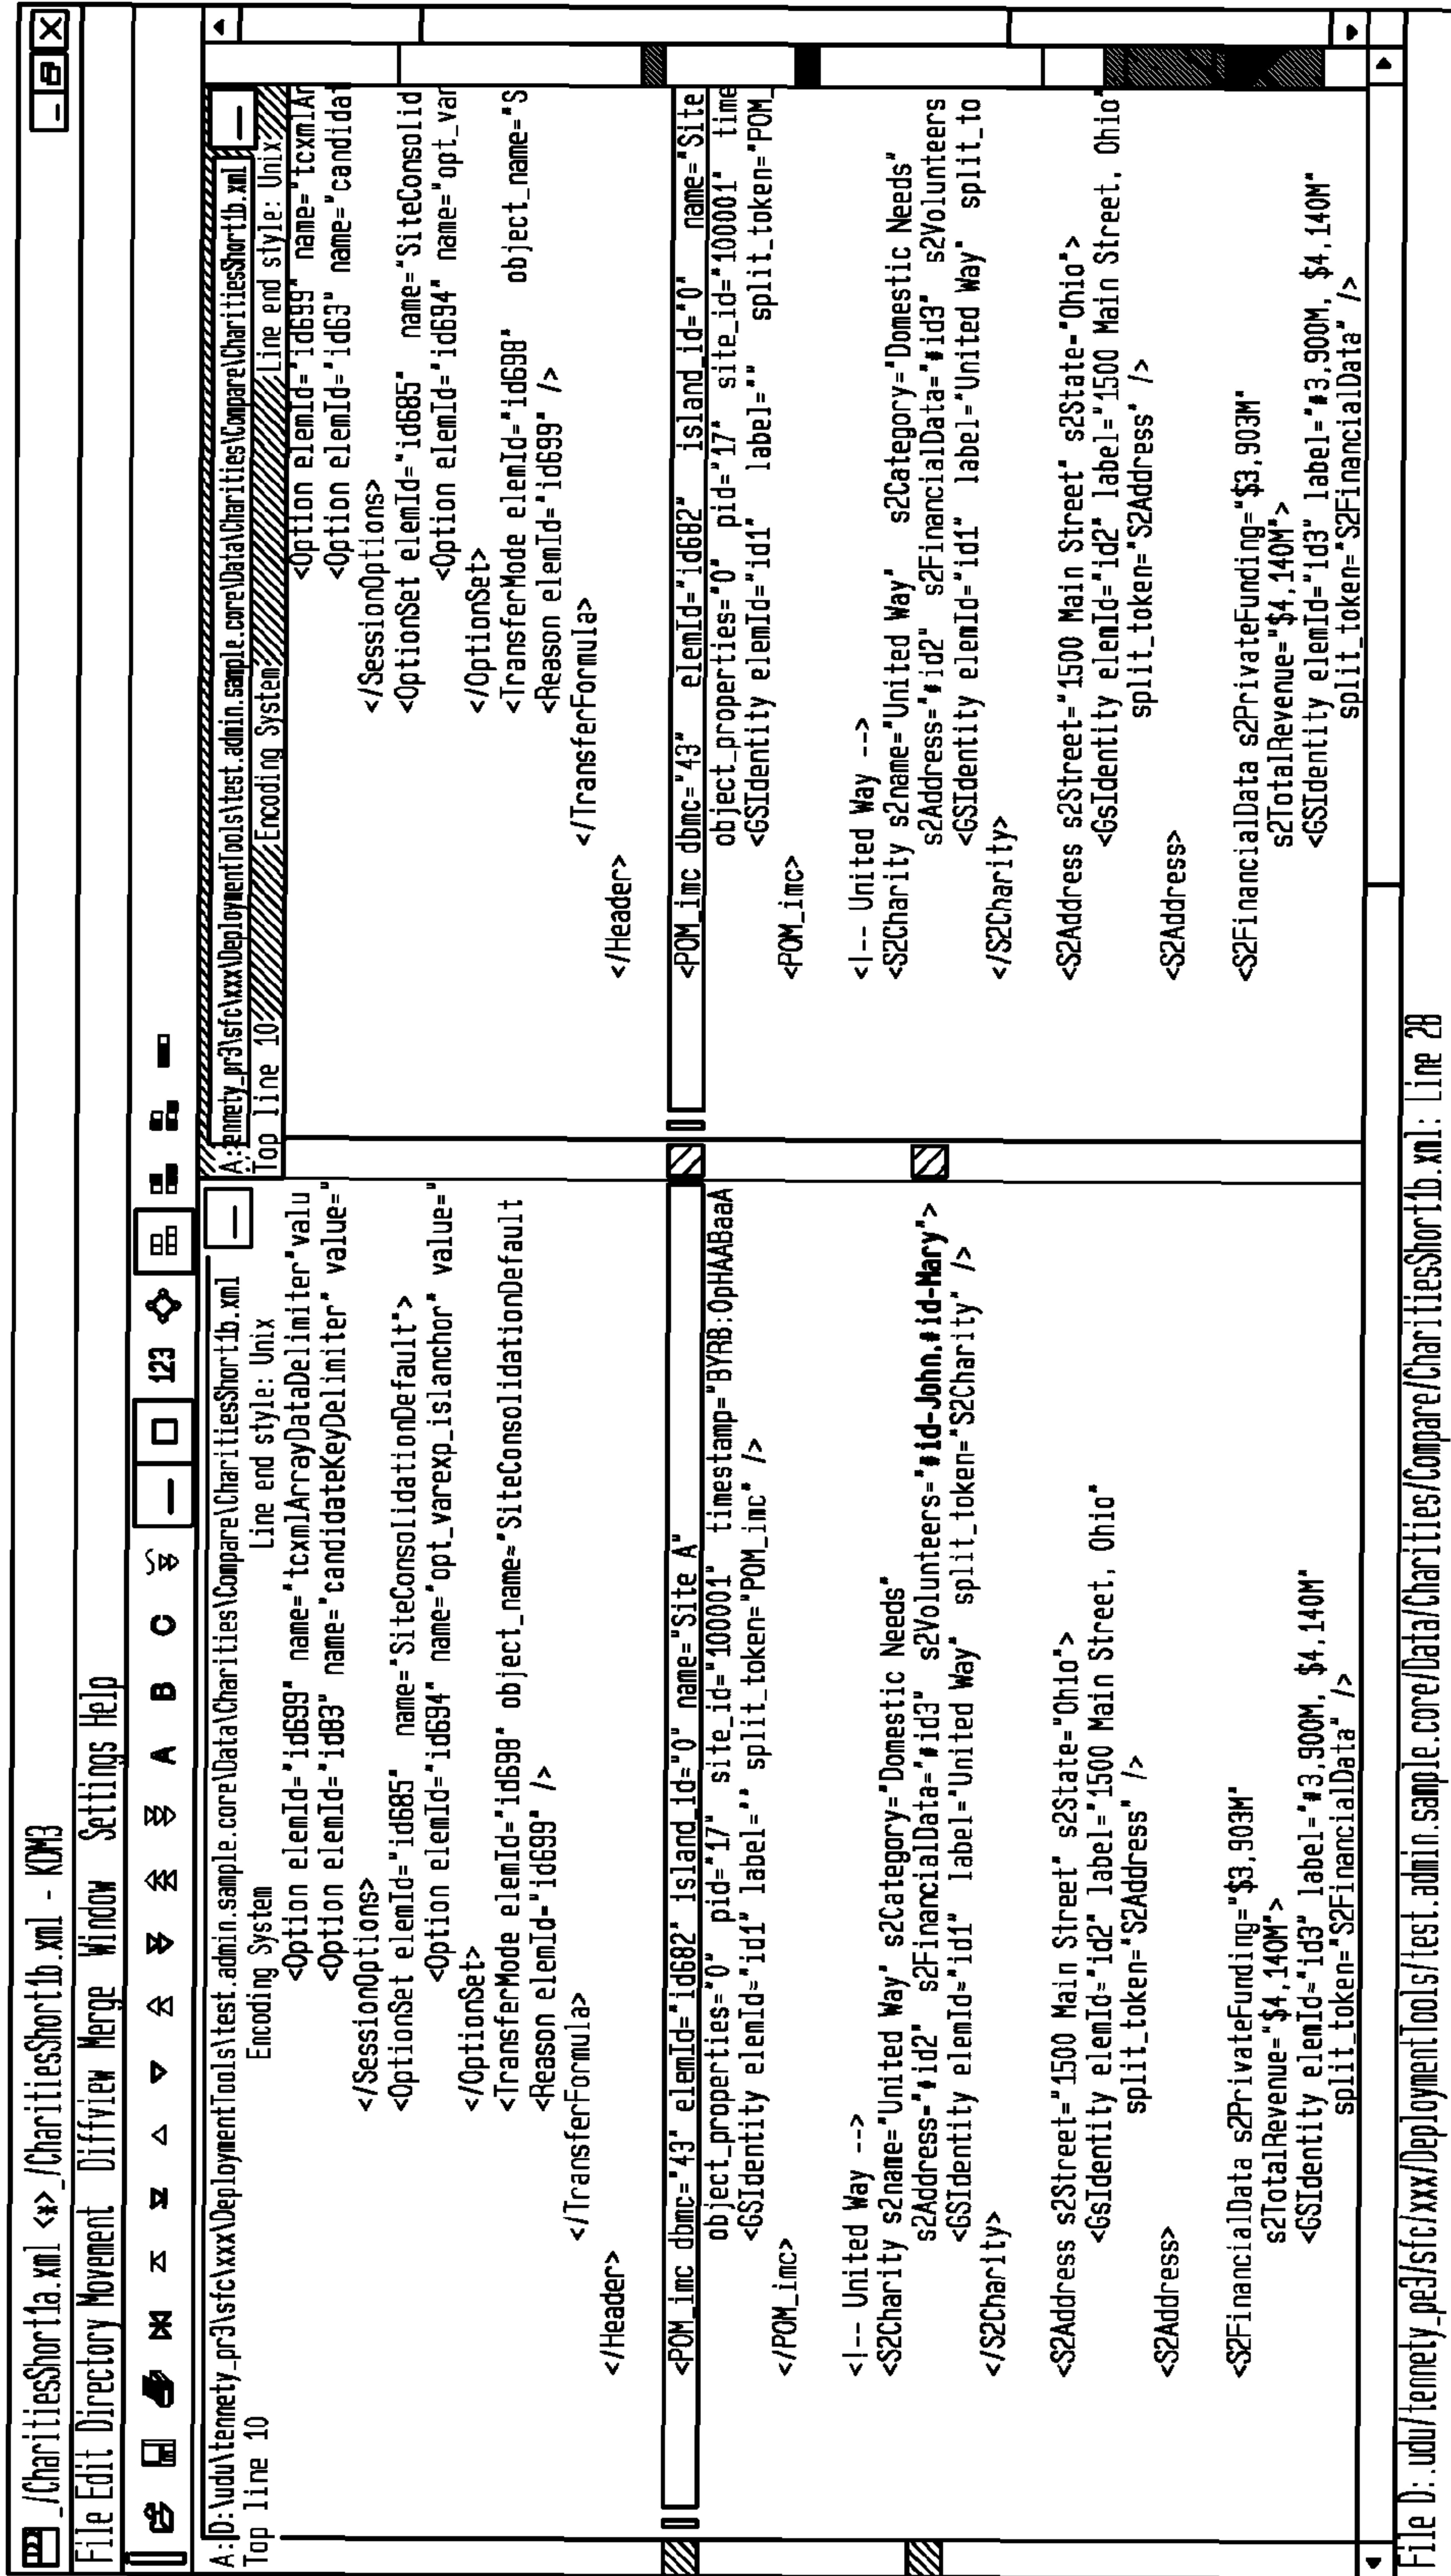 _/CharitiesShort1a.xml <*>_/CharitiesShort1b.xml - KDM3
File Edit Directory Movement Diffview Merge Window Settings Help
A B C 123
A:D:\udu\tennety_pr3\sfc\xxx\DeploymentTools\test.admin.sample.core\Data\Charities\Compare\CharitiesShort1b.xml
Top line 10 Encoding System Line end style: Unix
<Option elemId="id699" name="tcxmlArrayDataDelimiter"valu
<Option elemId="id83" name="candidateKeyDelimiter" value="
</SessionOptions>
<OptionSet elemId="id685" name="SiteConsolidationDefault">
<Option elemId="id694" name="opt_varexp_islanchor" value="
</OptionSet>
<TransferMode elemId="id698" object_name="SiteConsolidationDefault
<Reason elemId="id699" />
</TransferFormula>
</Header>
<POM_imc dbmc="43" elemId="id682" island_id="0" name="Site A"
object_properties="0" pid="17" site_id="100001" timestamp="BYRB:OpHAABaaA
<GSIdentity elemId="id1" label="" split_token="POM_imc" />
</POM_imc>
<!-- United Way -->
<S2Charity s2name="United Way" s2Category="Domestic Needs"
s2Address="#id2" s2FinancialData="#id3" s2Volunteers="#id-John,#id-Mary">
<GSIdentity elemId="id1" label="United Way" split_token="S2Charity" />
</S2Charity>
<S2Address s2Street="1500 Main Street" s2State="Ohio">
<GsIdentity elemId="id2" label="1500 Main Street, Ohio"
split_token="S2Address" />
<S2Address>
<S2FinancialData s2PrivateFunding="$3,903M"
s2TotalRevenue="$4,140M">
<GSIdentity elemId="id3" label="#3,900M, $4,140M"
split_token="S2FinancialData" />
A:ennety_pr3\sfc\xxx\DeploymentTools\test.admin.sample.core\Data\Charities\Compare\CharitiesShort1b.xml
Top line 10 Encoding System Line end style: Unix
<Option elemId="id699" name="tcxmlAr
<Option elemId="id63" name="candidat
</SessionOptions>
<OptionSet elemId="id685" name="SiteConsolid
<Option elemId="id694" name="opt_var
</OptionSet>
<TransferMode elemId="id698" object_name="S
<Reason elemId="id699" />
</TransferFormula>
</Header>
<POM_imc dbmc="43" elemId="id682" island_id="0" name="Site
object_properties="0" pid="17" site_id="100001" time
<GSIdentity elemId="id1" label="" split_token="POM_
<POM_imc>
<!-- United Way -->
<S2Charity s2name="United Way" s2Category="Domestic Needs"
s2Address="#id2" s2FinancialData="#id3" s2Volunteers
<GSIdentity elemId="id1" label="United Way" split_to
</S2Charity>
<S2Address s2Street="1500 Main Street" s2State="Ohio">
<GsIdentity elemId="id2" label="1500 Main Street, Ohio"
split_token="S2Address" />
<S2Address>
<S2FinancialData s2PrivateFunding="$3,903M"
s2TotalRevenue="$4,140M">
<GSIdentity elemId="id3" label="#3,900M, $4,140M"
split_token="S2FinancialData" />
File D:.udu/tennety_pe3/sfc/xxx/DeploymentTools/test.admin.sample.core/Data/Charities/Compare/CharitiesShort1b.xml: Line 28